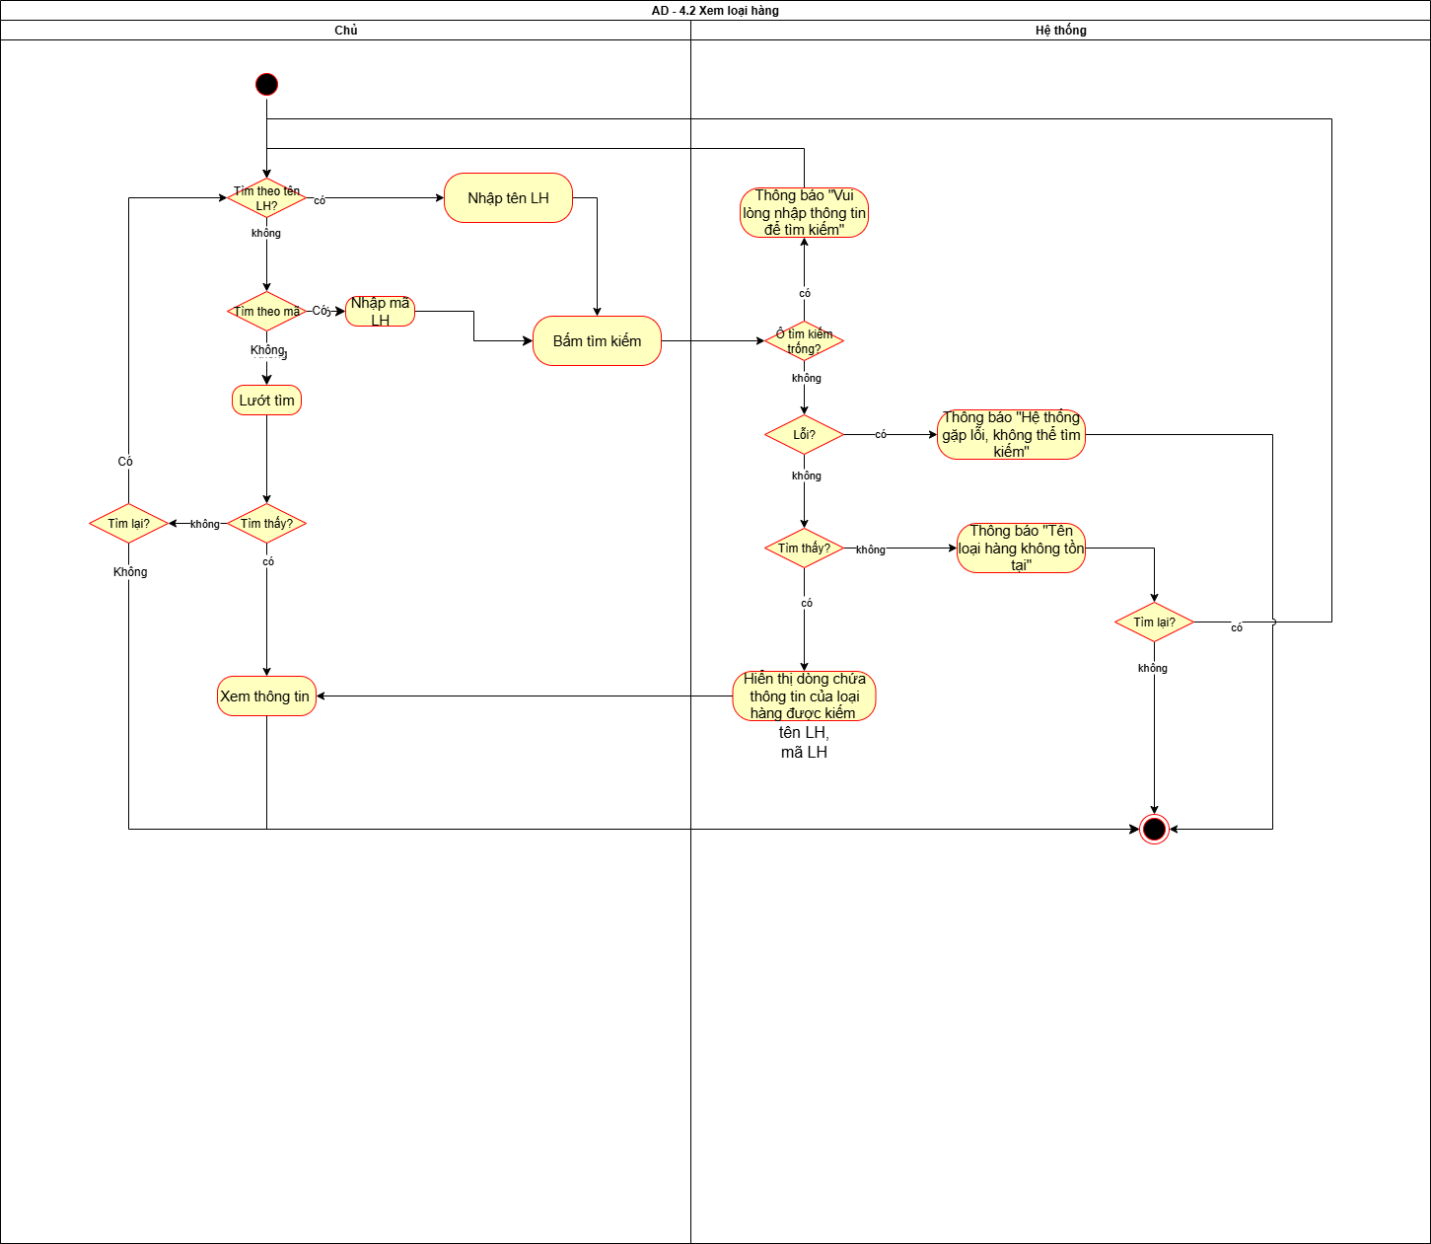 AD - 4.2 Xem loại hàng
Chủ
Hệ thống
Tìm theo tên
LH?
có
Nhập tên LH
Thông báo "Vui
lòng nhập thông tin
để tìm kiếm"
không
có
Tìm theo mã
Có
Nhập mã
LH
Bấm tìm kiếm
Ô tìm kiếm
trống?
Không
không
Lướt tìm
Lỗi?
có
Thông báo "Hệ thống
gặp lỗi, không thể tìm
kiếm"
Có
không
Tìm lại?
không
Tìm thấy?
Tìm thấy?
không
Thông báo "Tên
loại hàng không tồn
tại"
Không
có
có
Tìm lại?
có
không
Xem thông tin
Hiển thị dòng chứa
thông tin của loại
hàng được kiếm
tên LH,
mã LH